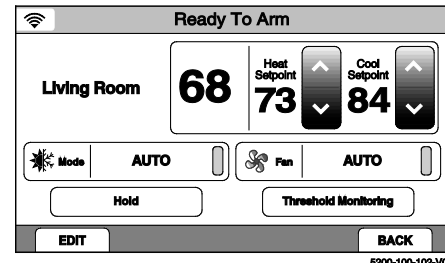 Ready To Arm
Living Room
68
Heat
Setpoint
73
Cool
Setpoint
84
Mode
AUTO
Fan
AUTO
Hold
Threshold Monitoring
EDIT
BACK
5200-100-102-V0